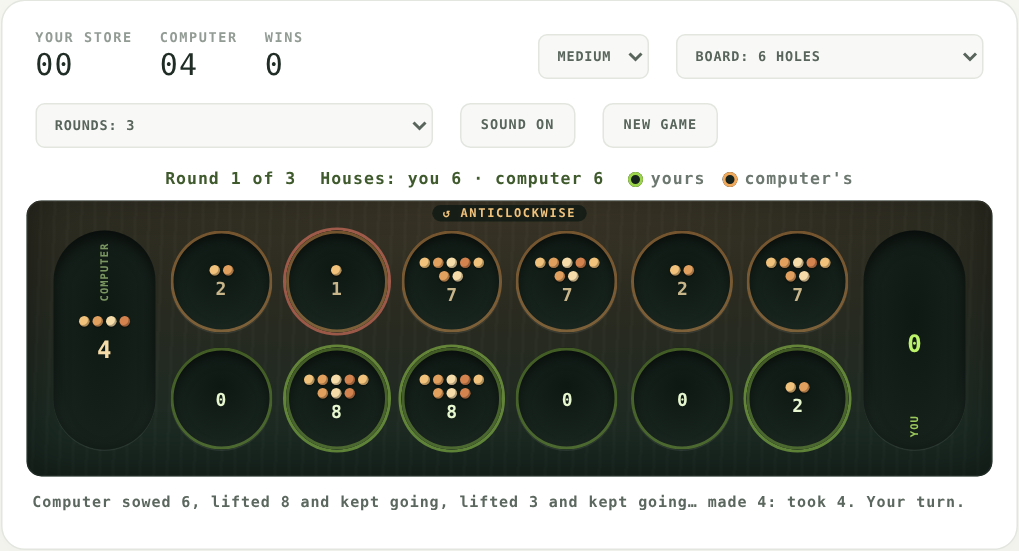 YOUR STORE COMPUTER WINS
00 04 0
MEDIUM BOARD: 6 HOLES
ROUNDS: 3 SOUND ON NEW GAME
Round 1 of 3 Houses: you 6 · computer 6 yours computer's
↺ ANTICLOCKWISE
COMPUTER
4
2 1 7 7 2 7
0 8 8 0 0 2
0
YOU
Computer sowed 6, lifted 8 and kept going, lifted 3 and kept going… made 4: took 4. Your turn.